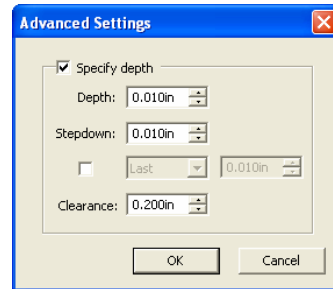 Advanced Settings
Specify depth
Depth: 0.010in
Stepdown: 0.010in
Last 0.010in
Clearance: 0.200in
OK Cancel